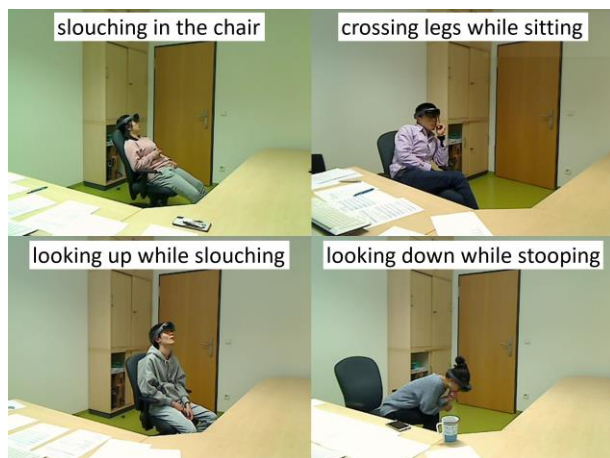 slouching in the chair
crossing legs while sitting
looking up while slouching
looking down while stooping